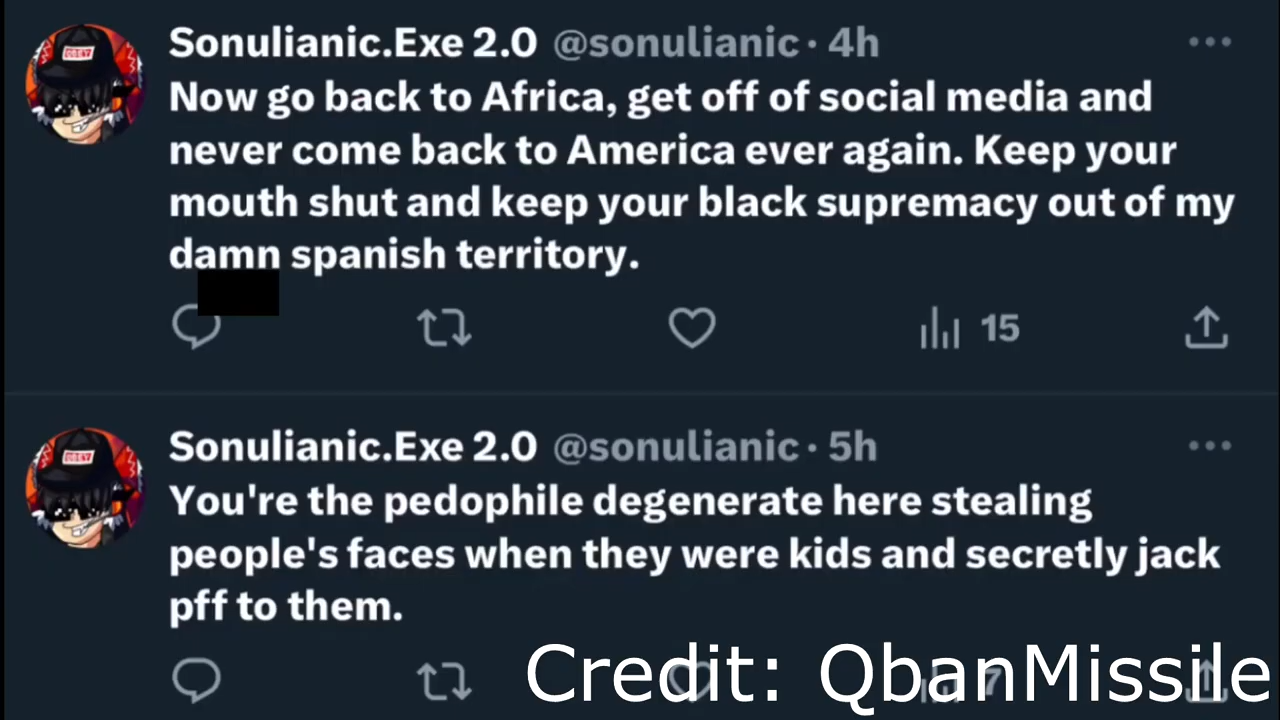 Sonulianic.Exe 2.0 @sonulianic · 4h
Now go back to Africa, get off of social media and
never come back to America ever again. Keep your
mouth shut and keep your black supremacy out of my
damn spanish territory.
15
Sonulianic.Exe 2.0 @sonulianic · 5h
You're the pedophile degenerate here stealing
people's faces when they were kids and secretly jack
pff to them.
7
Credit: QbanMissile